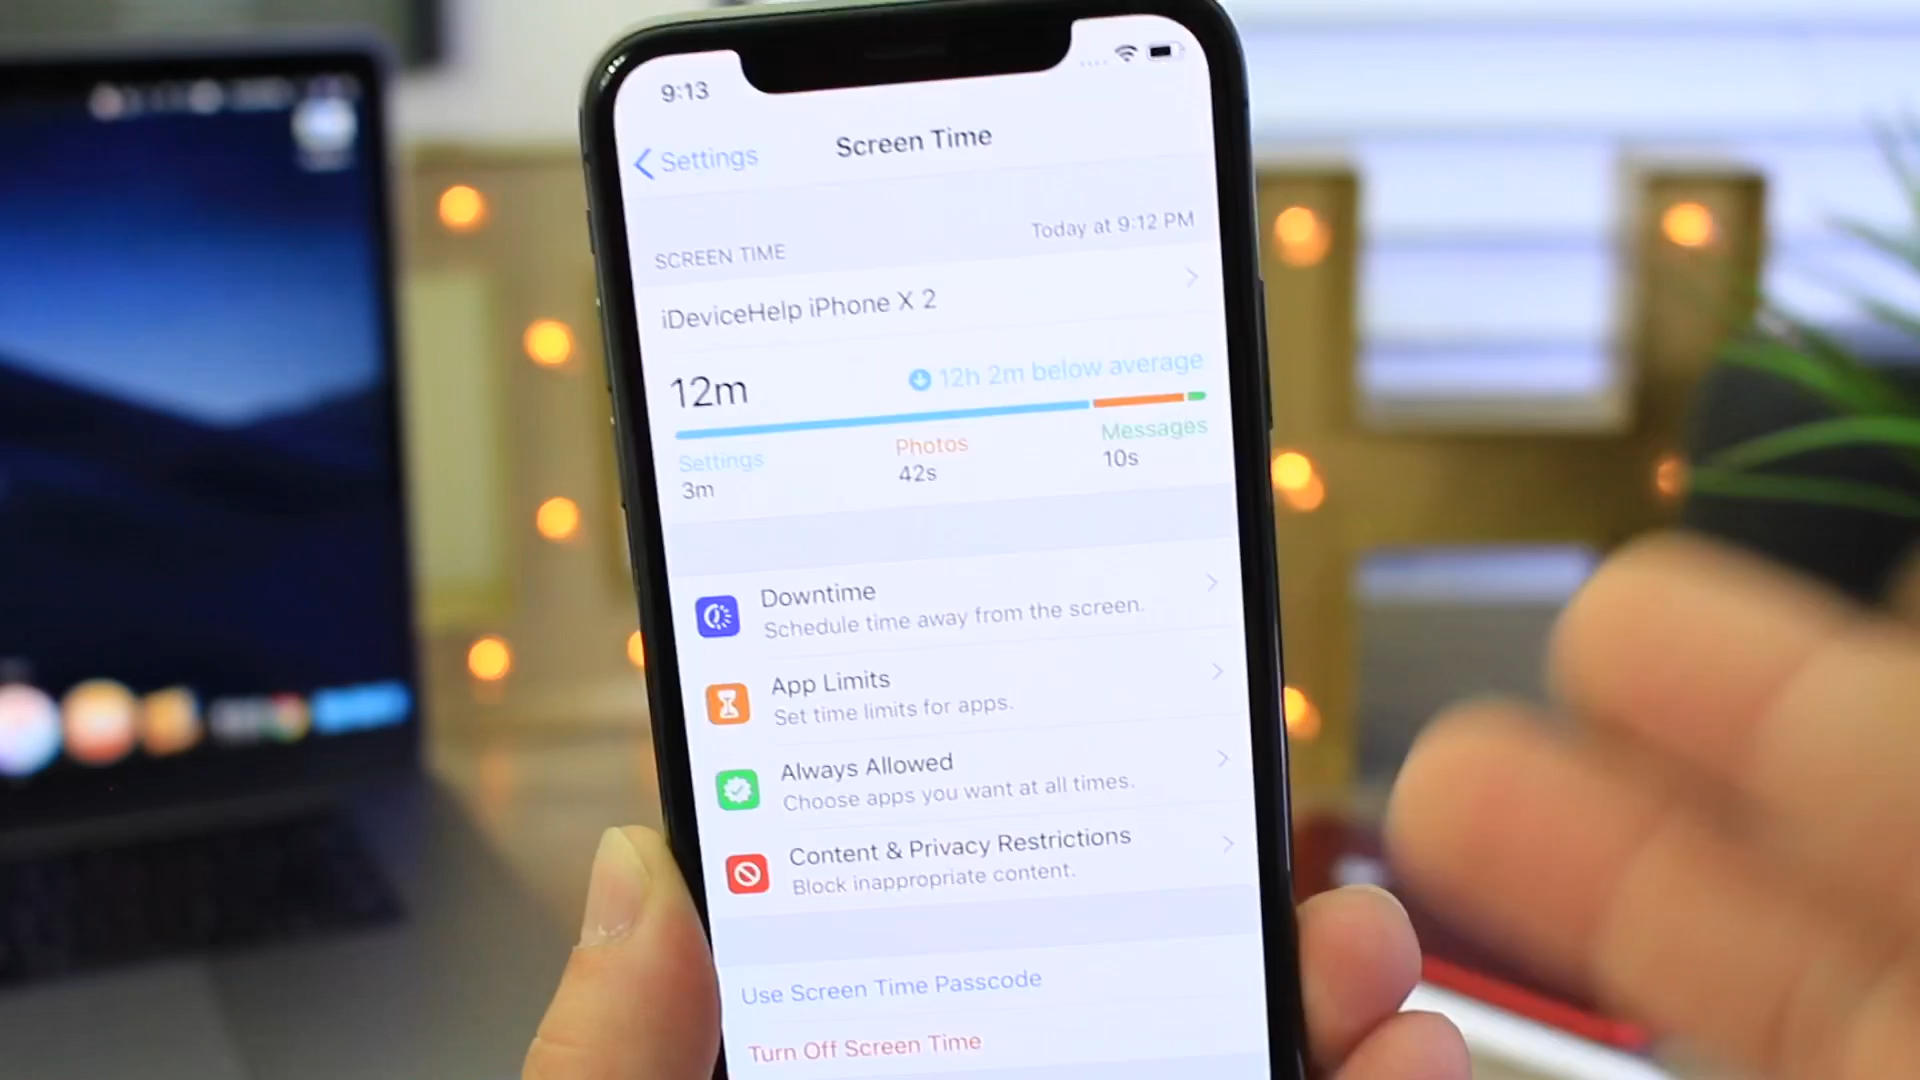 9:13
Settings
Screen Time
SCREEN TIME
Today at 9:12 PM
iDeviceHelp iPhone X 2
12m
12h 2m below average
Settings
Photos
Messages
3m
42s
10s
Downtime
Schedule time away from the screen.
App Limits
Set time limits for apps.
Always Allowed
Choose apps you want at all times.
Content & Privacy Restrictions
Block inappropriate content.
Use Screen Time Passcode
Turn Off Screen Time